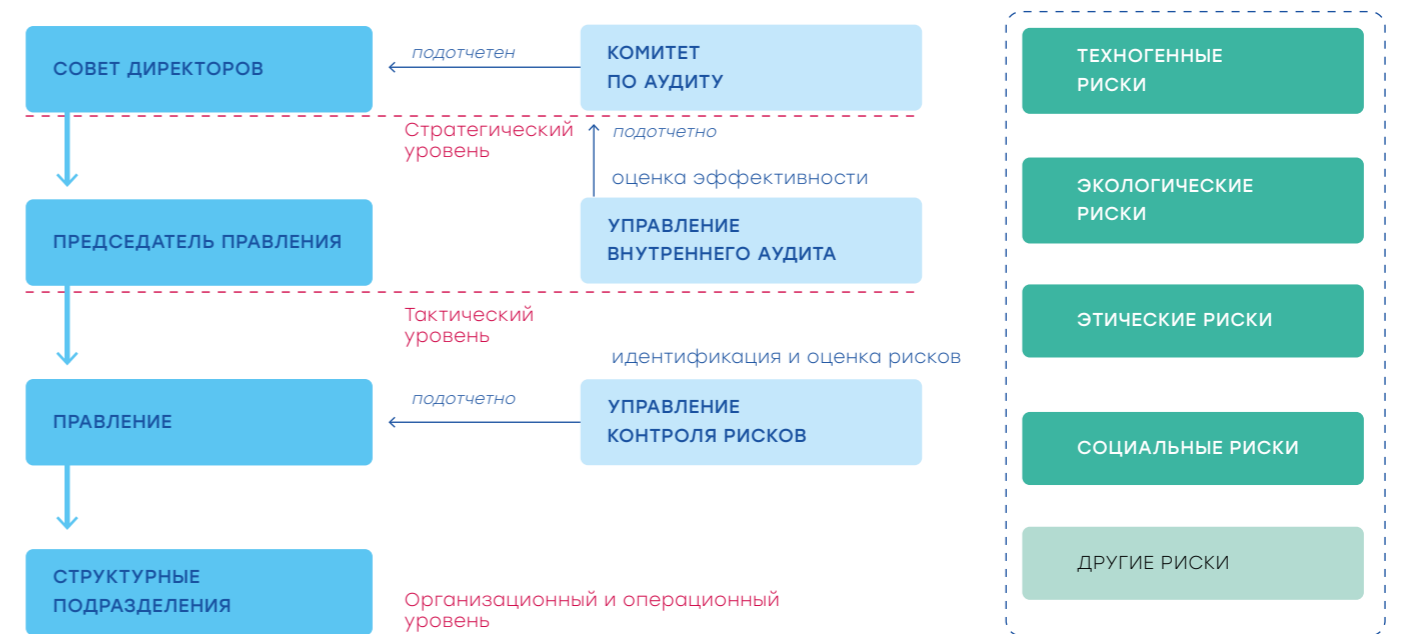 СОВЕТ ДИРЕКТОРОВ
подотчетен
КОМИТЕТ
ПО АУДИТУ
Стратегический
уровень
подотчетно
оценка эффективности
ПРЕДСЕДАТЕЛЬ ПРАВЛЕНИЯ
УПРАВЛЕНИЕ
ВНУТРЕННЕГО АУДИТА
Тактический
уровень
идентификация и оценка рисков
ПРАВЛЕНИЕ
подотчетно
УПРАВЛЕНИЕ
КОНТРОЛЯ РИСКОВ
СТРУКТУРНЫЕ
ПОДРАЗДЕЛЕНИЯ
Организационный и операционный
уровень
ТЕХНОГЕННЫЕ
РИСКИ
ЭКОЛОГИЧЕСКИЕ
РИСКИ
ЭТИЧЕСКИЕ РИСКИ
СОЦИАЛЬНЫЕ РИСКИ
ДРУГИЕ РИСКИ